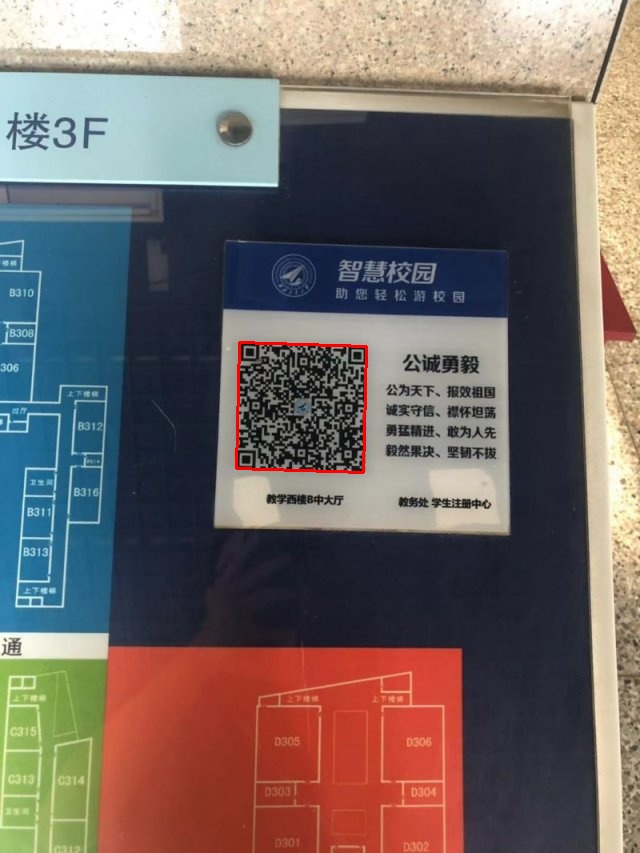 楼3F
智慧校园
助您轻松游校园
公诚勇毅
公为天下、报效祖国
诚实守信、襟怀坦荡
勇猛精进、敢为人先
毅然果决、坚韧不拔
教学西楼B中大厅
教务处 学生注册中心
楼梯
B310
B308
306
过厅
上下楼梯
B312
B314
B316
卫生间
B311
B313
上下楼梯
通
上下楼梯
C315
C313
C314
卫生间
C312
上下楼梯
上下楼梯
D305
D306
D303
D304
D301
D302